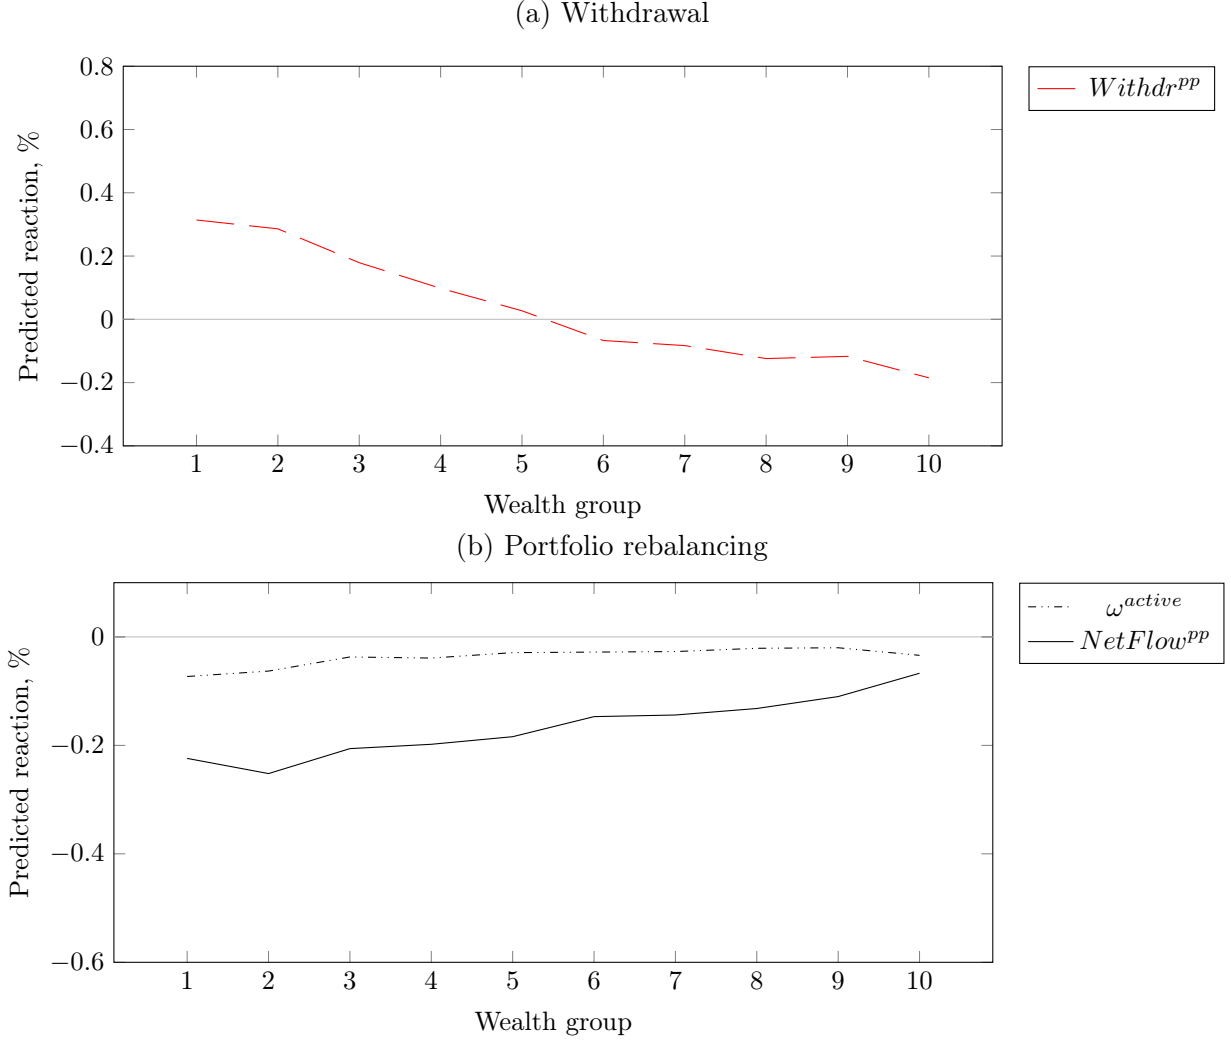 (a) Withdrawal
Predicted reaction, %
0.8
0.6
0.4
0.2
0
−0.2
−0.4
1 2 3 4 5 6 7 8 9 10
Wealth group
Withdr^{pp}
(b) Portfolio rebalancing
Predicted reaction, %
0
−0.2
−0.4
−0.6
1 2 3 4 5 6 7 8 9 10
Wealth group
ω^{active}
NetFlow^{pp}